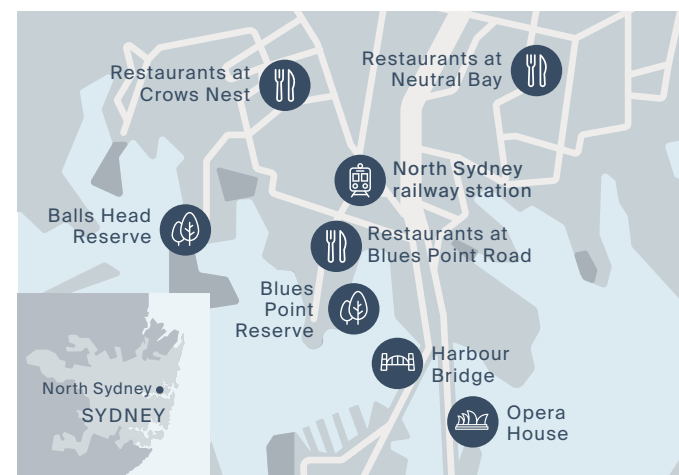 Restaurants at
Crows Nest
Restaurants at
Neutral Bay
North Sydney
railway station
Balls Head
Reserve
Restaurants at
Blues Point Road
Blues
Point
Reserve
Harbour
Bridge
North Sydney
SYDNEY
Opera
House